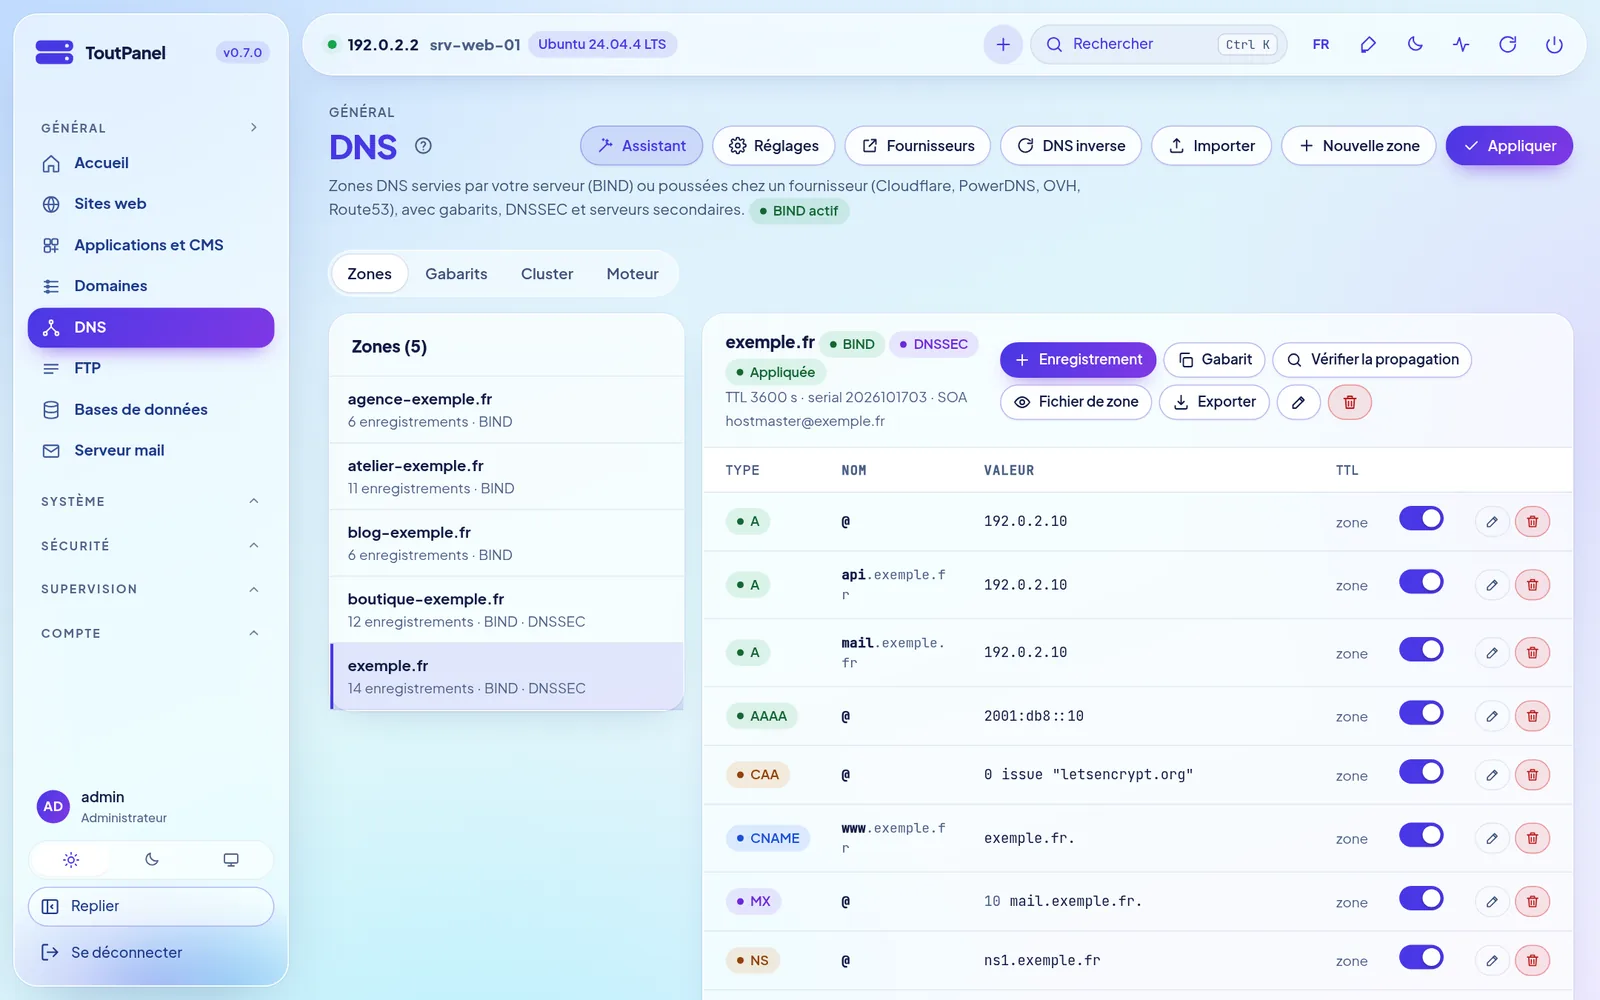 ToutPanel
v0.7.0
GÉNÉRAL
Accueil
Sites web
Applications et CMS
Domaines
DNS
FTP
Bases de données
Serveur mail
SYSTÈME
SÉCURITÉ
SUPERVISION
COMPTE
AD
admin
Administrateur
Replier
Se déconnecter
192.0.2.2 srv-web-01 Ubuntu 24.04.4 LTS
Rechercher Ctrl K
FR
GÉNÉRAL
DNS
Assistant
Réglages
Fournisseurs
DNS inverse
Importer
Nouvelle zone
Appliquer
Zones DNS servies par votre serveur (BIND) ou poussées chez un fournisseur (Cloudflare, PowerDNS, OVH,
Route53), avec gabarits, DNSSEC et serveurs secondaires. BIND actif
Zones Gabarits Cluster Moteur
Zones (5)
agence-exemple.fr
6 enregistrements · BIND
atelier-exemple.fr
11 enregistrements · BIND
blog-exemple.fr
6 enregistrements · BIND
boutique-exemple.fr
12 enregistrements · BIND · DNSSEC
exemple.fr
14 enregistrements · BIND · DNSSEC
exemple.fr BIND DNSSEC
Appliquée
TTL 3600 s · serial 2026101703 · SOA
hostmaster@exemple.fr
Enregistrement Gabarit Vérifier la propagation
Fichier de zone Exporter
TYPE NOM VALEUR TTL
A @ 192.0.2.10 zone
A api.exemple.f
r 192.0.2.10 zone
A mail.exemple.
fr 192.0.2.10 zone
AAAA @ 2001:db8::10 zone
CAA @ 0 issue "letsencrypt.org" zone
CNAME www.exemple.f
r exemple.fr. zone
MX @ 10 mail.exemple.fr. zone
NS @ ns1.exemple.fr zone